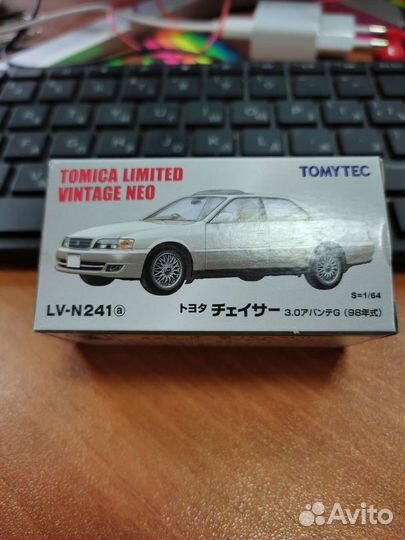 TOMICA LIMITED
VINTAGE NEO
TOMYTEC
S=1/64
LV-N241ⓐ
トヨタ チェイサー 3.0アバンテG (98年式)
Avito